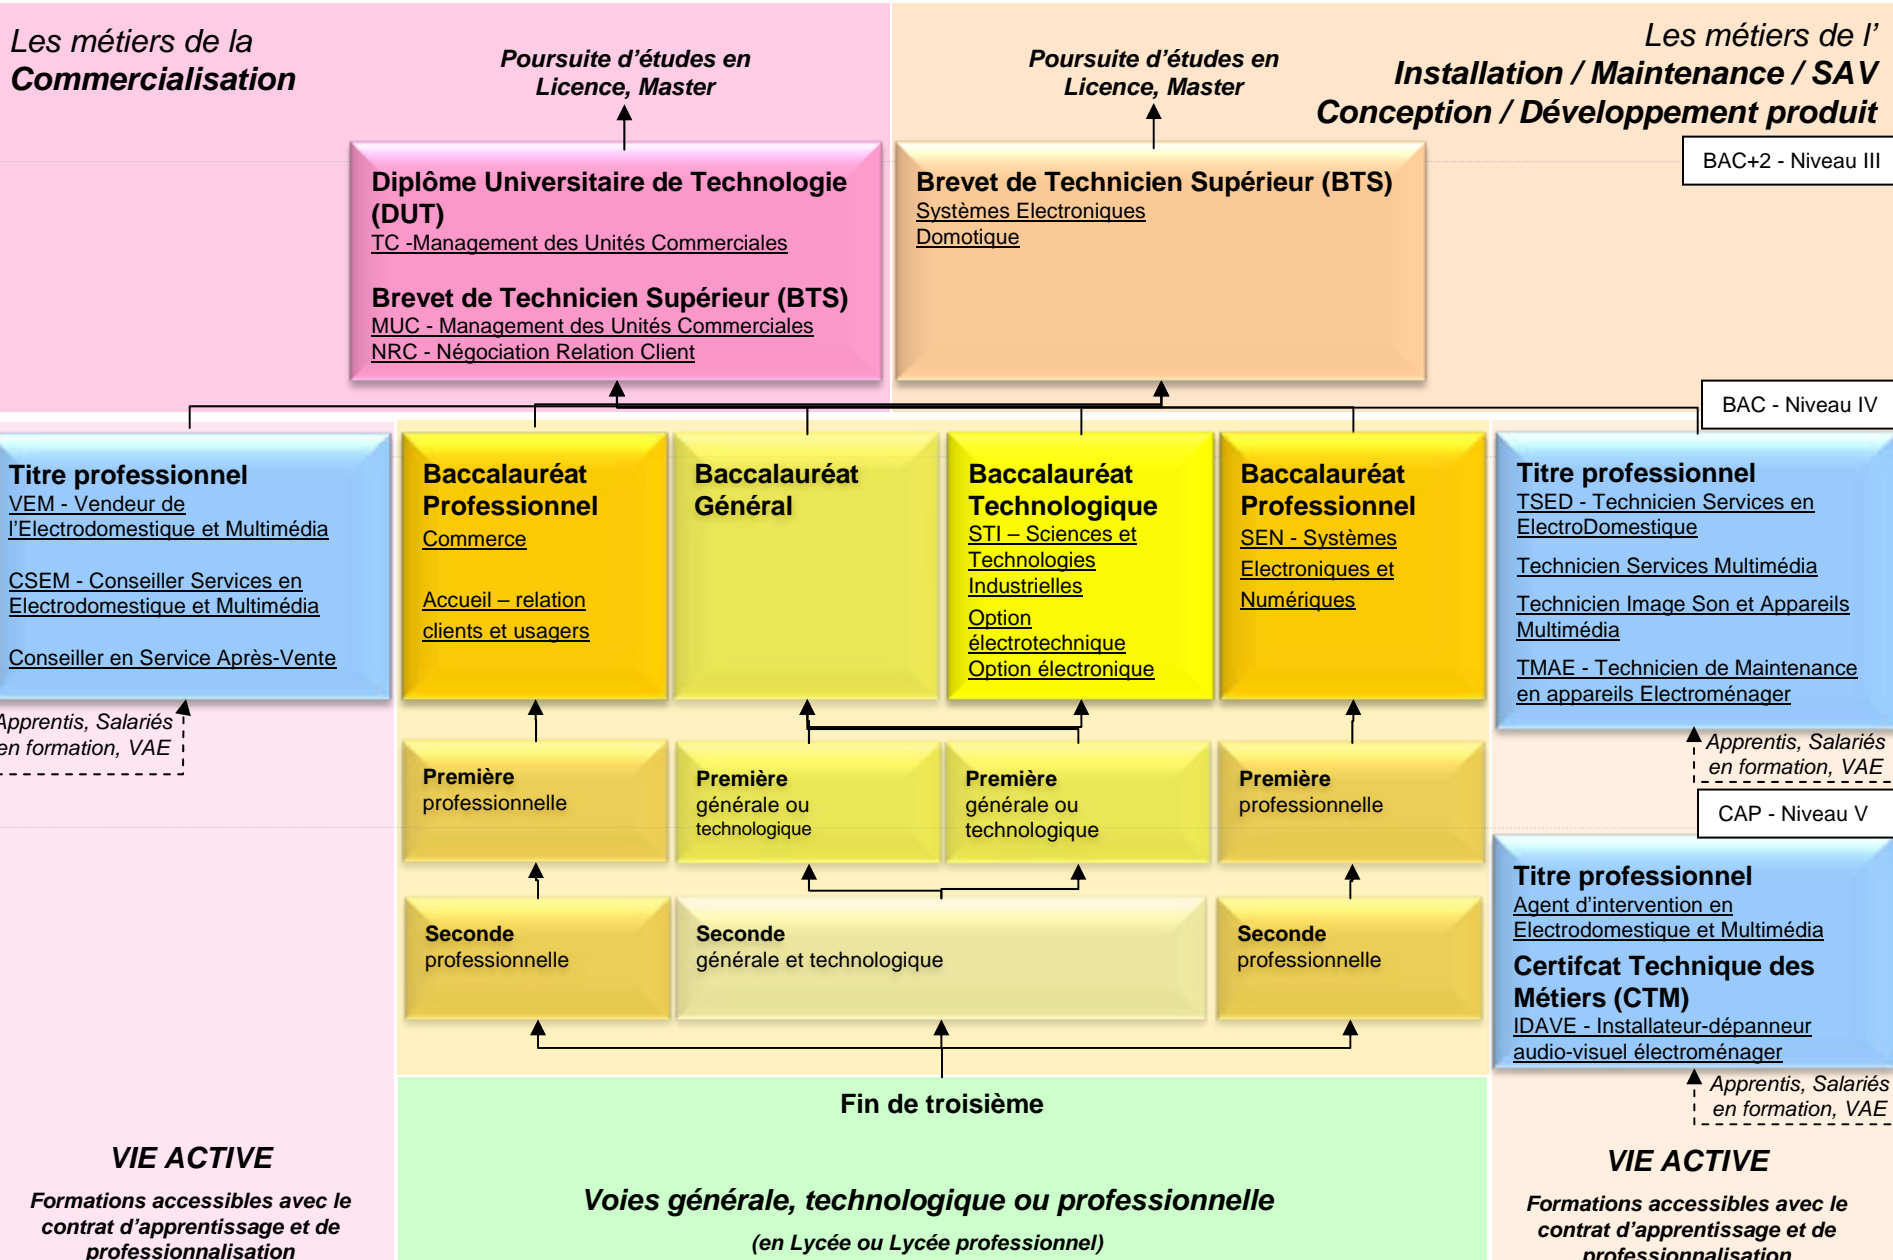 Les métiers de la
Commercialisation
Poursuite d'études en
Licence, Master
Poursuite d'études en
Licence, Master
Les métiers de l'
Installation / Maintenance / SAV
Conception / Développement produit
BAC+2 - Niveau III
Diplôme Universitaire de Technologie
(DUT)
TC -Management des Unités Commerciales
Brevet de Technicien Supérieur (BTS)
MUC - Management des Unités Commerciales
NRC - Négociation Relation Client
Brevet de Technicien Supérieur (BTS)
Systèmes Electroniques
Domotique
BAC - Niveau IV
Titre professionnel
VEM - Vendeur de
l'Electrodomestique et Multimédia
CSEM - Conseiller Services en
Electrodomestique et Multimédia
Conseiller en Service Après-Vente
Baccalauréat
Professionnel
Commerce
Accueil – relation
clients et usagers
Baccalauréat
Général
Baccalauréat
Technologique
STI – Sciences et
Technologies
Industrielles
Option
électrotechnique
Option électronique
Baccalauréat
Professionnel
SEN - Systèmes
Electroniques et
Numériques
Titre professionnel
TSED - Technicien Services en
ElectroDomestique
Technicien Services Multimédia
Technicien Image Son et Appareils
Multimédia
TMAE - Technicien de Maintenance
en appareils Electroménager
Apprentis, Salariés
en formation, VAE
Apprentis, Salariés
en formation, VAE
Première
professionnelle
Première
générale ou
technologique
Première
générale ou
technologique
Première
professionnelle
CAP - Niveau V
Seconde
professionnelle
Seconde
générale et technologique
Seconde
professionnelle
Titre professionnel
Agent d'intervention en
Electrodomestique et Multimédia
Certifcat Technique des
Métiers (CTM)
IDAVE - Installateur-dépanneur
audio-visuel électroménager
Apprentis, Salariés
en formation, VAE
Fin de troisième
VIE ACTIVE
Formations accessibles avec le
contrat d'apprentissage et de
professionnalisation
Voies générale, technologique ou professionnelle
(en Lycée ou Lycée professionnel)
VIE ACTIVE
Formations accessibles avec le
contrat d'apprentissage et de
professionnalisation